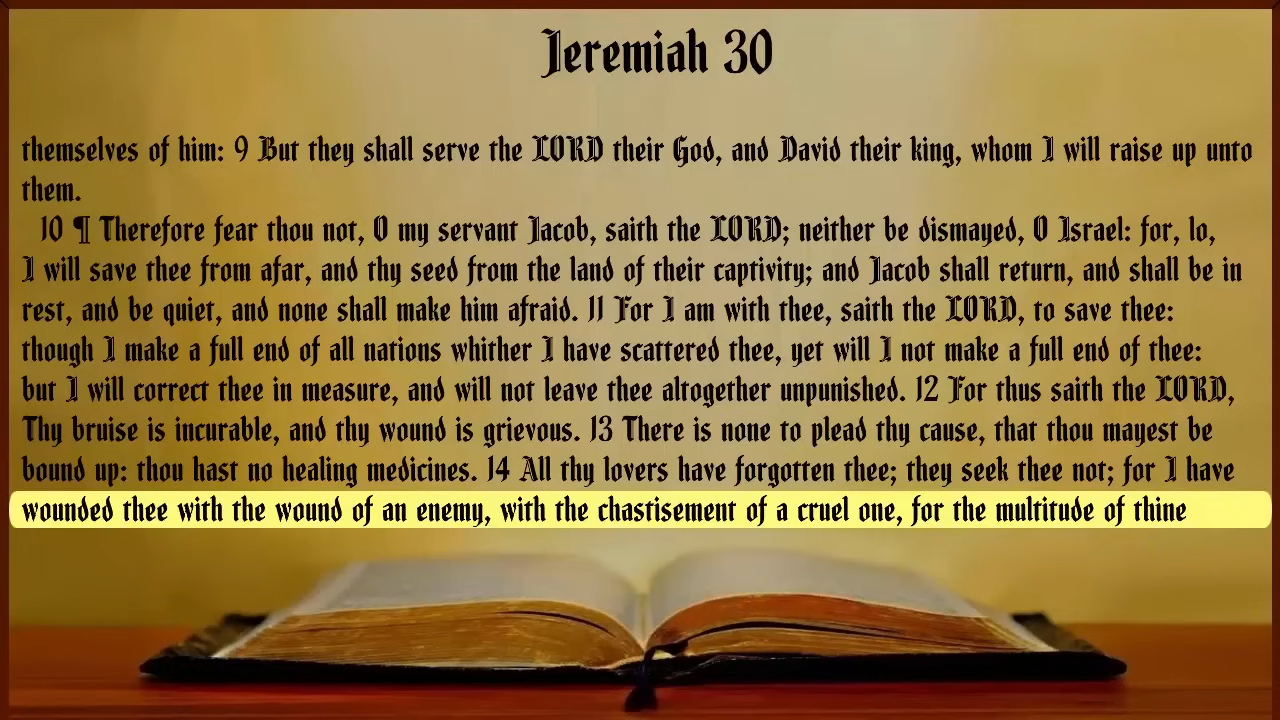 Jeremiah 30
themselves of him: 9 But they shall serve the LORD their God, and David their king, whom I will raise up unto
them.
10 ¶ Therefore fear thou not, O my servant Jacob, saith the LORD; neither be dismayed, O Israel: for, lo,
I will save thee from afar, and thy seed from the land of their captivity; and Jacob shall return, and shall be in
rest, and be quiet, and none shall make him afraid. 11 For I am with thee, saith the LORD, to save thee:
though I make a full end of all nations whither I have scattered thee, yet will I not make a full end of thee:
but I will correct thee in measure, and will not leave thee altogether unpunished. 12 For thus saith the LORD,
Thy bruise is incurable, and thy wound is grievous. 13 There is none to plead thy cause, that thou mayest be
bound up: thou hast no healing medicines. 14 All thy lovers have forgotten thee; they seek thee not; for I have
wounded thee with the wound of an enemy, with the chastisement of a cruel one, for the multitude of thine